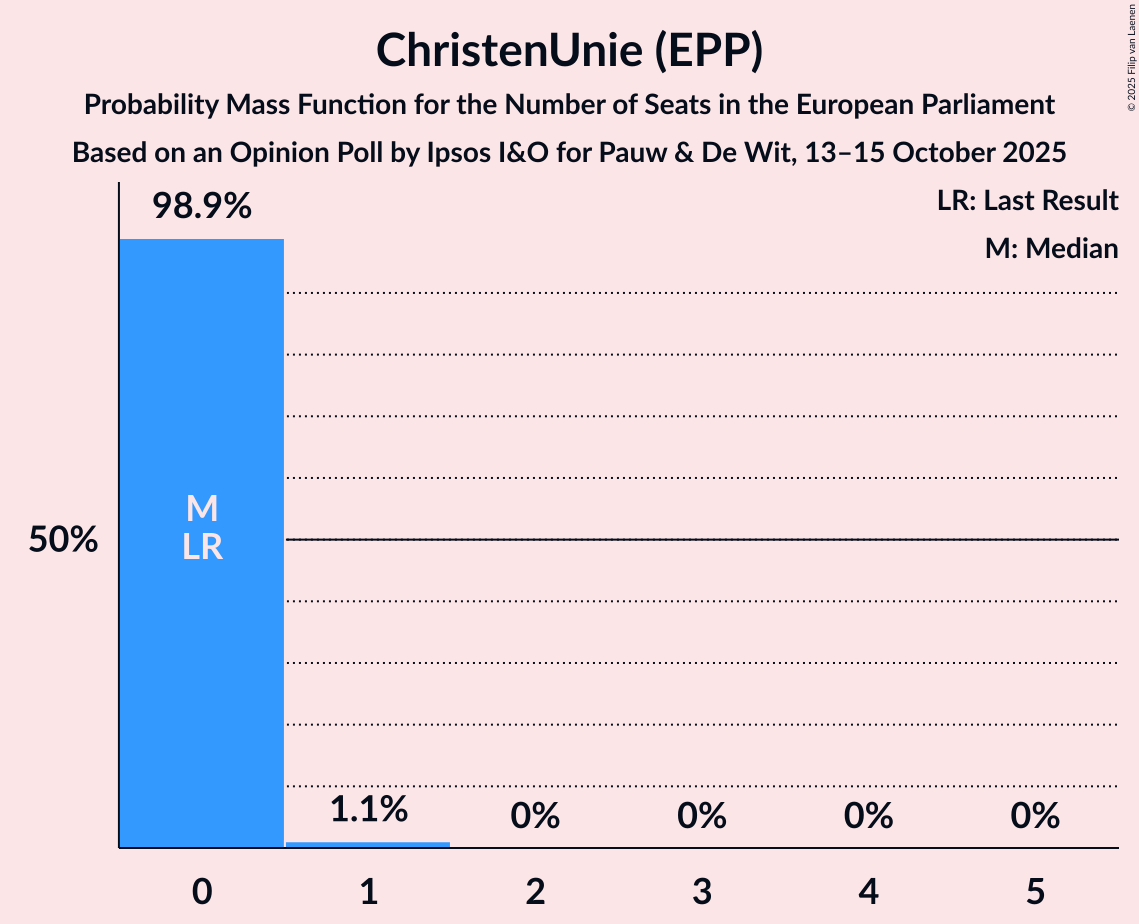 ChristenUnie (EPP)
Probability Mass Function for the Number of Seats in the European Parliament
Based on an Opinion Poll by Ipsos I&O for Pauw & De Wit, 13–15 October 2025
© 2025 Filip van Laenen
LR: Last Result
M: Median
98.9%
M
LR
50%
1.1%
0%
0%
0%
0%
0
1
2
3
4
5